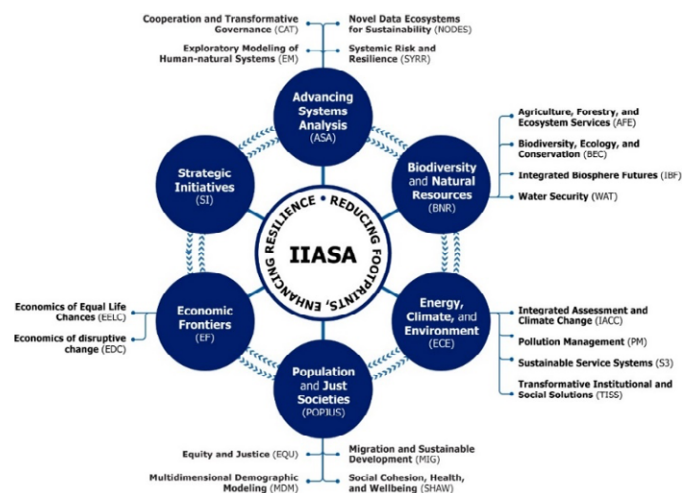 Cooperation and Transformative
Governance (CAT)
Exploratory Modeling of
Human-natural Systems (EM)
Novel Data Ecosystems
for Sustainability (NODES)
Systemic Risk and
Resilience (SYRR)
Advancing
Systems
Analysis
(ASA)
Strategic
Initiatives
(SI)
Biodiversity
and Natural
Resources
(BNR)
Agriculture, Forestry, and
Ecosystem Services (AFE)
Biodiversity, Ecology, and
Conservation (BEC)
Integrated Biosphere Futures (IBF)
Water Security (WAT)
REDUCING FOOTPRINTS, ENHANCING RESILIENCE •
IIASA
Economics of Equal Life
Chances (EELC)
Economics of disruptive
change (EDC)
Economic
Frontiers
(EF)
Energy,
Climate, and
Environment
(ECE)
Integrated Assessment and
Climate Change (IACC)
Pollution Management (PM)
Sustainable Service Systems (S3)
Transformative Institutional and
Social Solutions (TISS)
Population
and Just
Societies
(POPJUS)
Equity and Justice (EQU)
Multidimensional Demographic
Modeling (MDM)
Migration and Sustainable
Development (MIG)
Social Cohesion, Health,
and Wellbeing (SHAW)